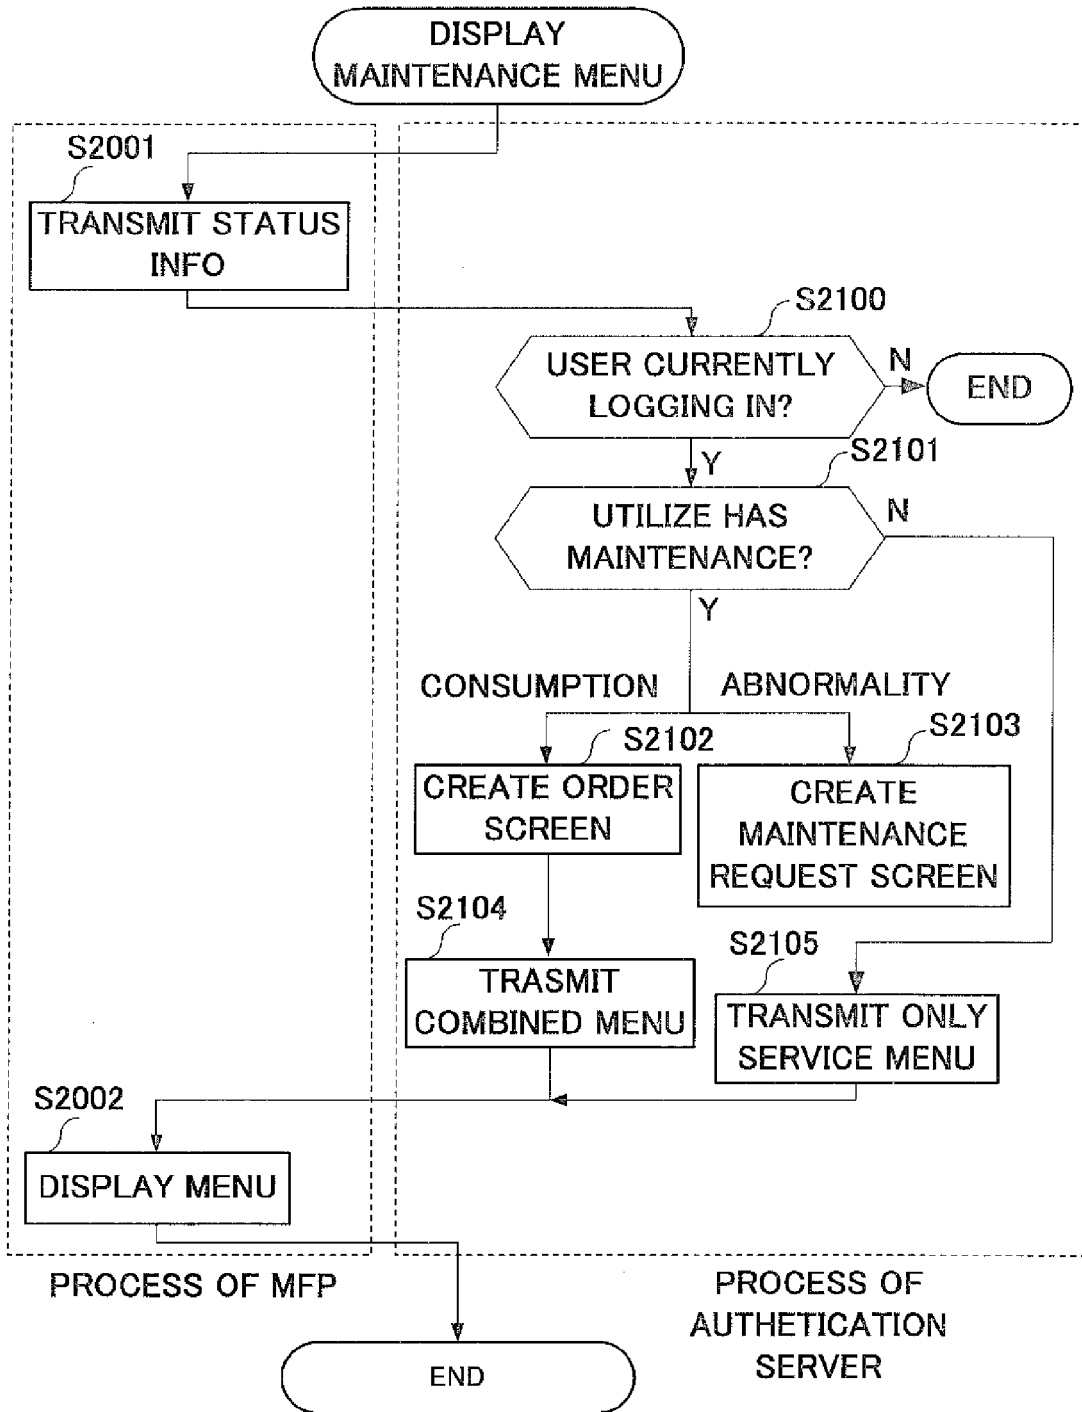 DISPLAY
MAINTENANCE MENU
S2001
TRANSMIT STATUS
INFO
S2100
USER CURRENTLY
LOGGING IN?
N
END
Y
S2101
UTILIZE HAS
MAINTENANCE?
N
Y
CONSUMPTION
ABNORMALITY
S2102
S2103
CREATE ORDER
SCREEN
CREATE
MAINTENANCE
REQUEST SCREEN
S2104
S2105
TRASMIT
COMBINED MENU
TRANSMIT ONLY
SERVICE MENU
S2002
DISPLAY MENU
PROCESS OF MFP
PROCESS OF
AUTHETICATION
SERVER
END